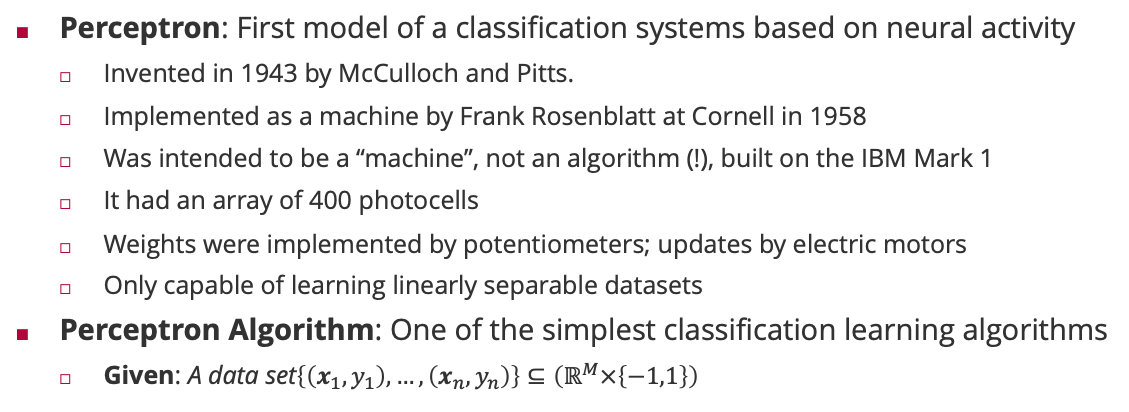 Perceptron: First model of a classification systems based on neural activity
Invented in 1943 by McCulloch and Pitts.
Implemented as a machine by Frank Rosenblatt at Cornell in 1958
Was intended to be a “machine”, not an algorithm (!), built on the IBM Mark 1
It had an array of 400 photocells
Weights were implemented by potentiometers; updates by electric motors
Only capable of learning linearly separable datasets
Perceptron Algorithm: One of the simplest classification learning algorithms
Given: A data set{(𝒙₁, y₁), … , (𝒙ₙ, yₙ)} ⊆ (ℝᴹ×{−1,1})